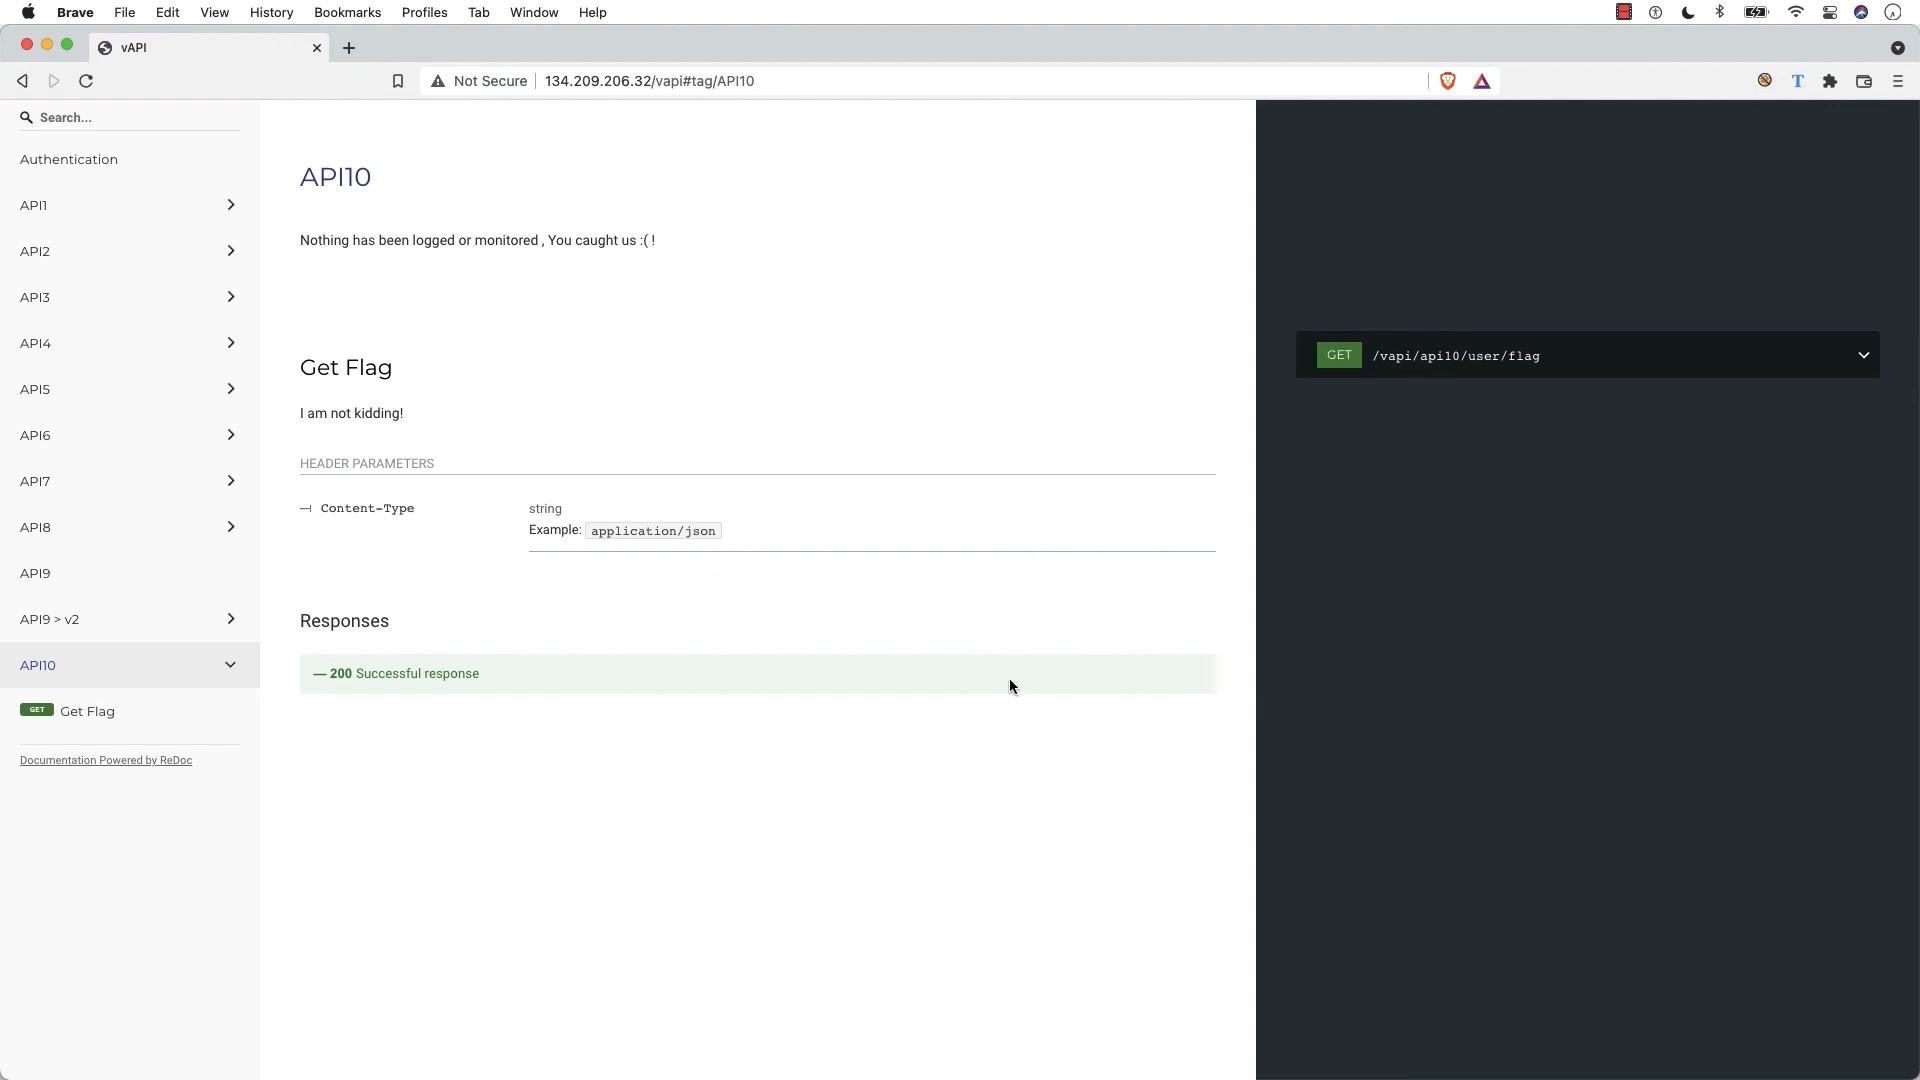 Brave File Edit View History Bookmarks Profiles Tab Window Help
vAPI
Not Secure 134.209.206.32/vapi#tag/API10
Search...
Authentication
API1
API2
API3
API4
API5
API6
API7
API8
API9
API9 > v2
API10
GET Get Flag
Documentation Powered by ReDoc
API10
Nothing has been logged or monitored , You caught us :( !
Get Flag
I am not kidding!
HEADER PARAMETERS
Content-Type string
Example: application/json
Responses
— 200 Successful response
GET /vapi/api10/user/flag